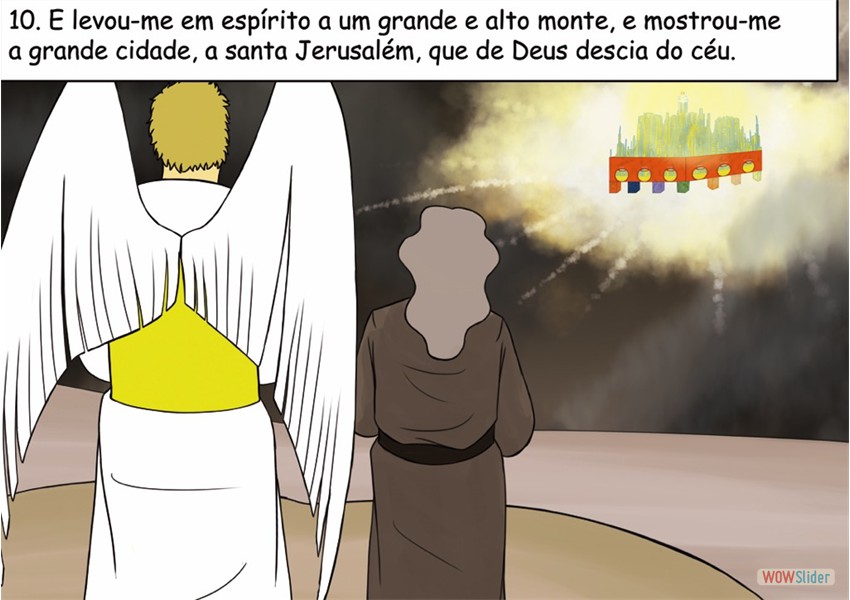 10. E levou-me em espírito a um grande e alto monte, e mostrou-me
a grande cidade, a santa Jerusalém, que de Deus descia do céu.
WOWSlider